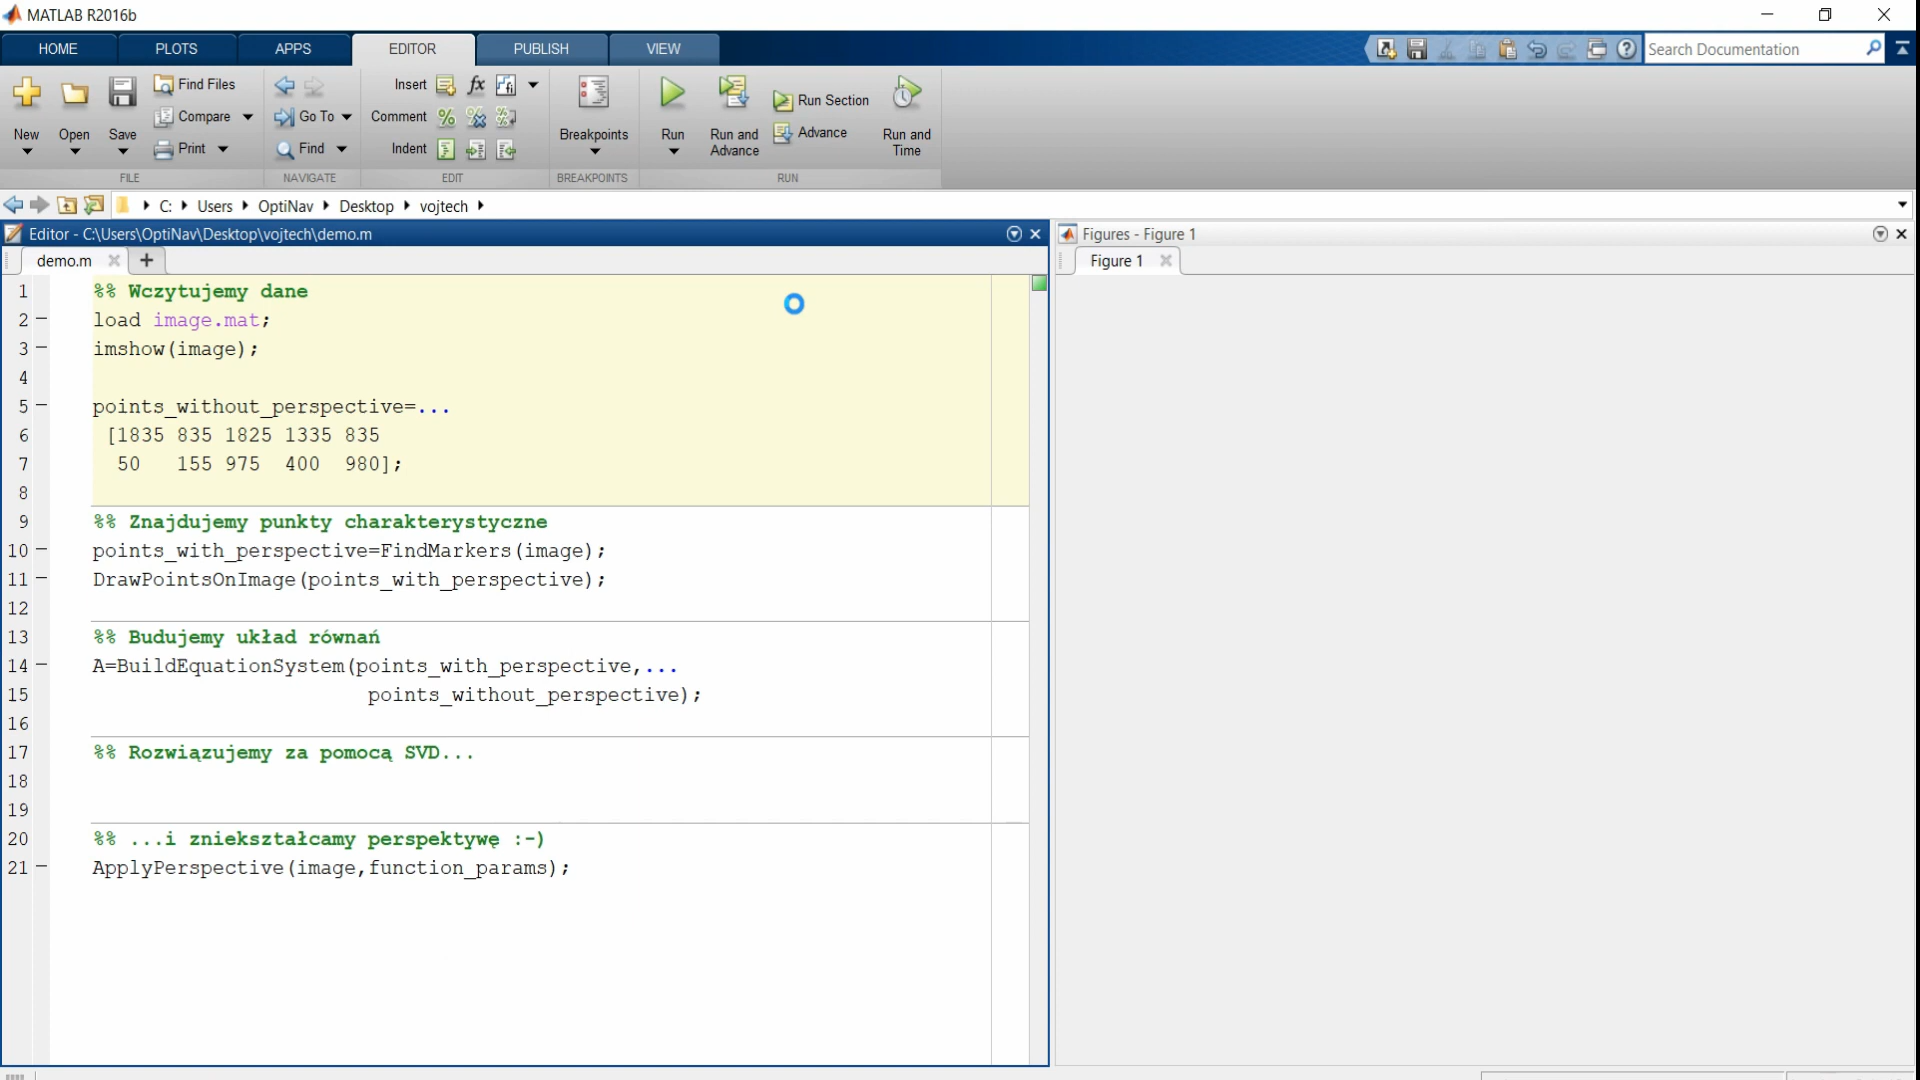 MATLAB R2016b
HOME PLOTS APPS EDITOR PUBLISH VIEW
Search Documentation
New Open Save Find Files Compare Print
Go To Find
Insert Comment Indent
fx
Breakpoints
Run Run and Advance Run Section Advance Run and Time
FILE NAVIGATE EDIT BREAKPOINTS RUN
C: Users OptiNav Desktop vojtech
Editor - C:\Users\OptiNav\Desktop\vojtech\demo.m
Figures - Figure 1
demo.m
Figure 1
1 %% Wczytujemy dane
2 load image.mat;
3 imshow(image);
4
5 points_without_perspective=...
6 [1835 835 1825 1335 835
7 50 155 975 400 980];
8
9 %% Znajdujemy punkty charakterystyczne
10 points_with_perspective=FindMarkers(image);
11 DrawPointsOnImage(points_with_perspective);
12
13 %% Budujemy układ równań
14 A=BuildEquationSystem(points_with_perspective,...
15 points_without_perspective);
16
17 %% Rozwiązujemy za pomocą SVD...
18
19
20 %% ...i zniekształcamy perspektywę :-)
21 ApplyPerspective(image,function_params);